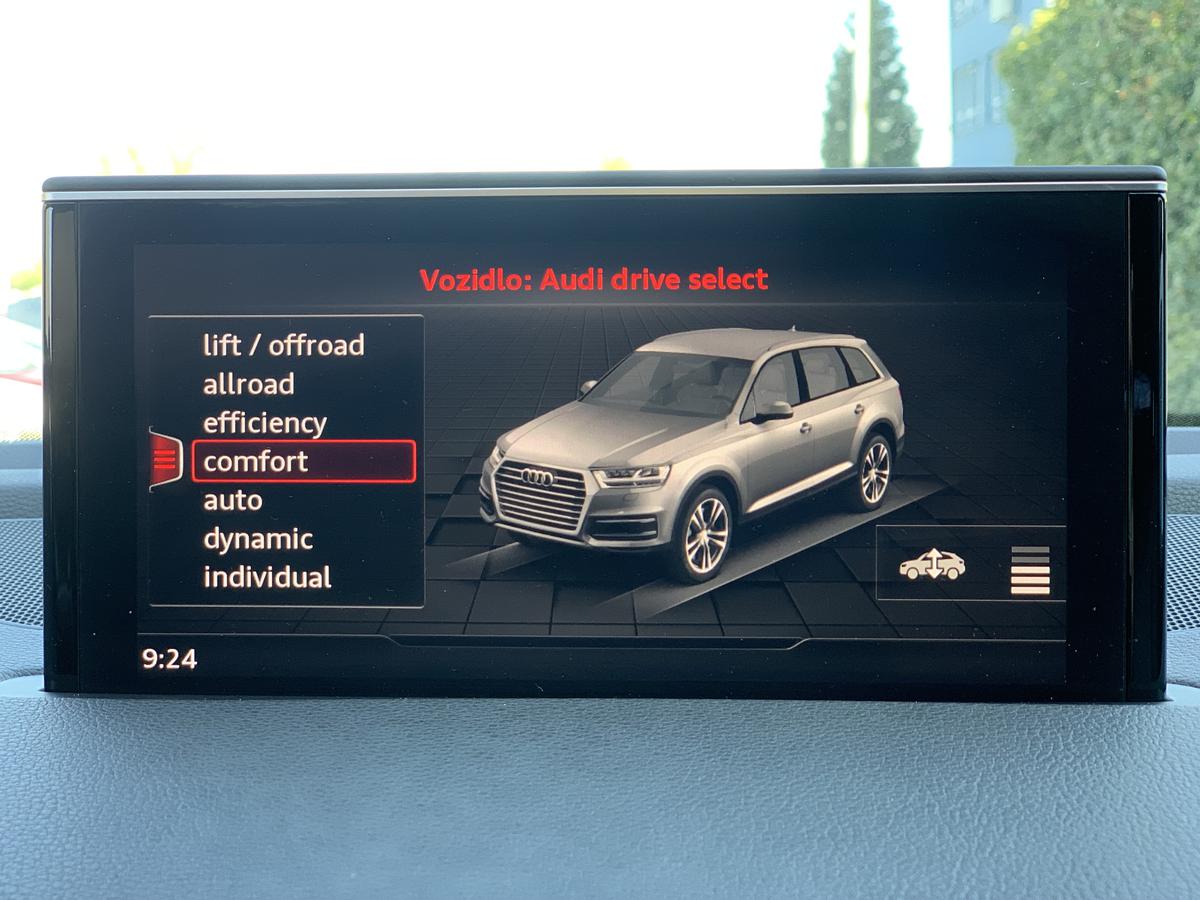 Vozidlo: Audi drive select
lift / offroad
allroad
efficiency
comfort
auto
dynamic
individual
9:24